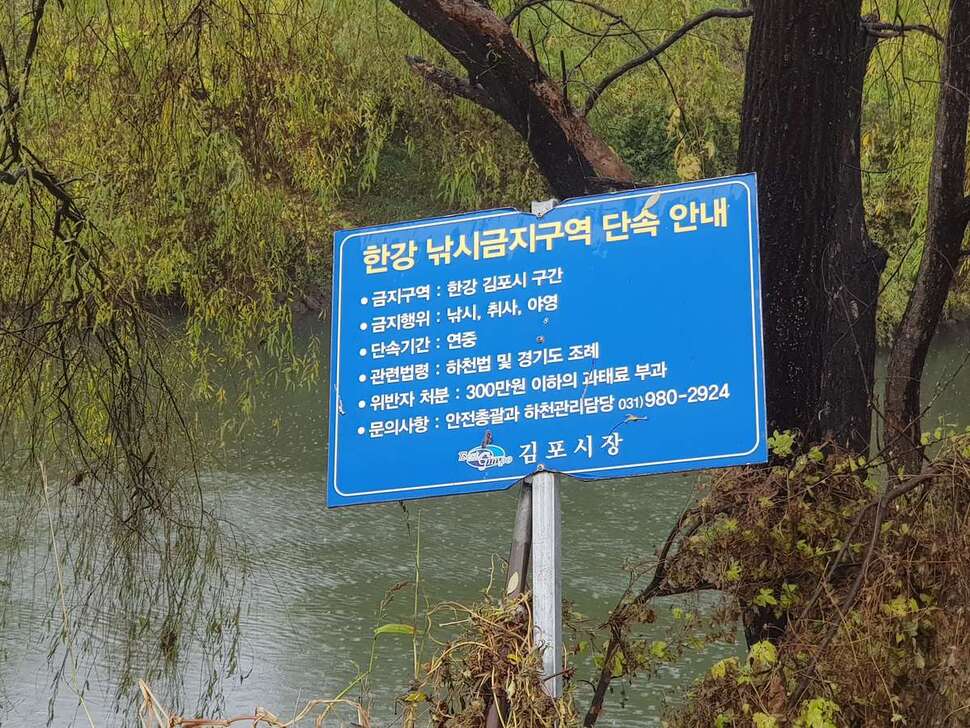 한강 낚시금지구역 단속 안내
• 금지구역 : 한강 김포시 구간
• 금지행위 : 낚시, 취사, 야영
• 단속기간 : 연중
• 관련법령 : 하천법 및 경기도 조례
• 위반자 처분 : 300만원 이하의 과태료 부과
• 문의사항 : 안전총괄과 하천관리담당 031) 980-2924
Best Gimpo 김포시장